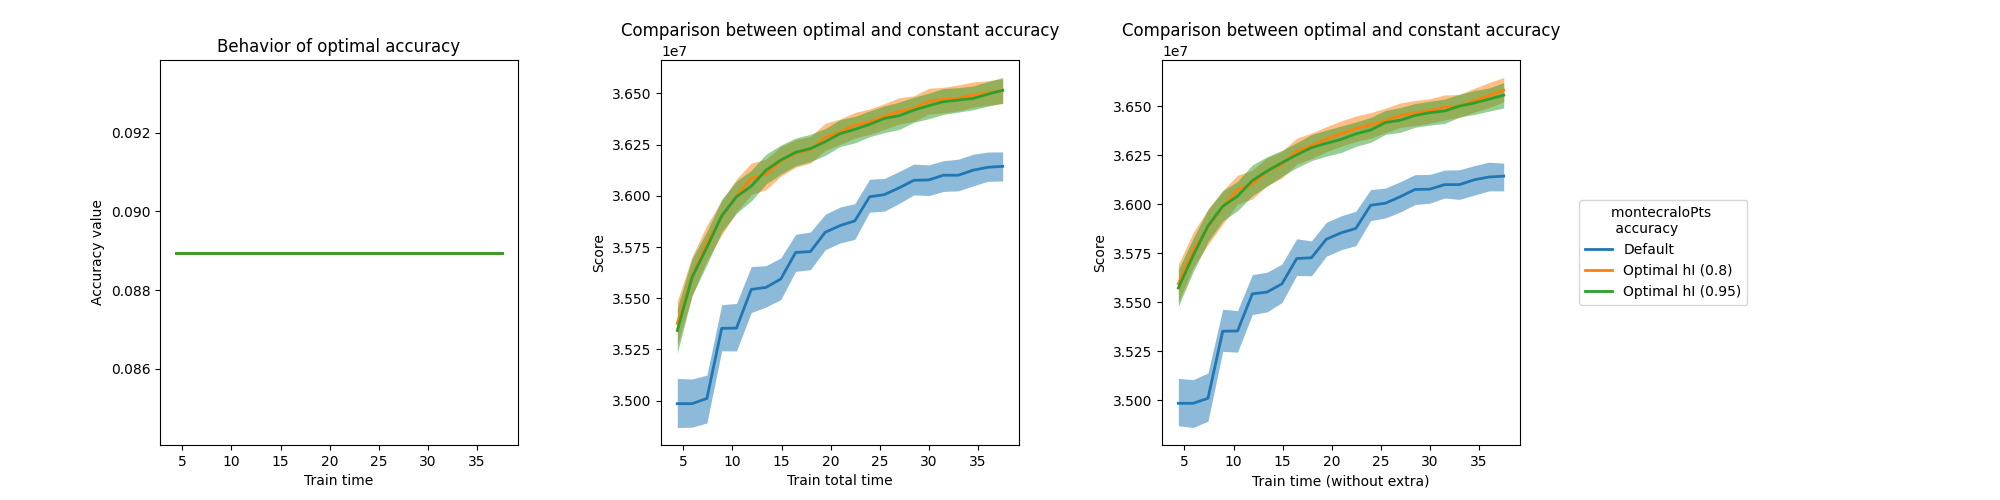 Behavior of optimal accuracy
0.092
0.090
0.088
0.086
Accuracy value
5 10 15 20 25 30 35
Train time
Comparison between optimal and constant accuracy
1e7
3.650
3.625
3.600
3.575
3.550
3.525
3.500
Score
5 10 15 20 25 30 35
Train total time
Comparison between optimal and constant accuracy
1e7
3.650
3.625
3.600
3.575
3.550
3.525
3.500
Score
5 10 15 20 25 30 35
Train time (without extra)
montecraloPts
accuracy
Default
Optimal hI (0.8)
Optimal hI (0.95)